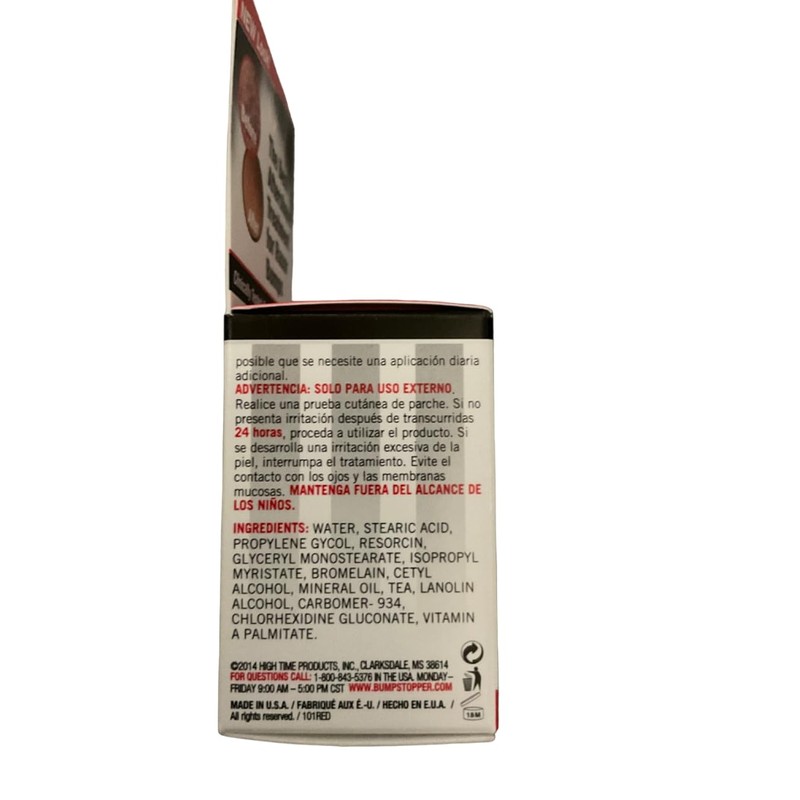 NEW Look
posible que se necesite una aplicación diaria
adicional.
ADVERTENCIA: SOLO PARA USO EXTERNO.
Realice una prueba cutánea de parche. Si no
presenta irritación después de transcurridas
24 horas, proceda a utilizar el producto. Si
se desarrolla una irritación excesiva de la
piel, interrumpa el tratamiento. Evite el
contacto con los ojos y las membranas
mucosas. MANTENGA FUERA DEL ALCANCE DE
LOS NIÑOS.
INGREDIENTS: WATER, STEARIC ACID,
PROPYLENE GYCOL, RESORCIN,
GLYCERYL MONOSTEARATE, ISOPROPYL
MYRISTATE, BROMELAIN, CETYL
ALCOHOL, MINERAL OIL, TEA, LANOLIN
ALCOHOL, CARBOMER- 934,
CHLORHEXIDINE GLUCONATE, VITAMIN
A PALMITATE.
©2014 HIGH TIME PRODUCTS, INC., CLARKSDALE, MS 38614
FOR QUESTIONS CALL: 1-800-843-5376 IN THE USA. MONDAY–
FRIDAY 9:00 AM – 5:00 PM CST WWW.BUMPSTOPPER.COM
MADE IN U.S.A. / FABRIQUÉ AUX É.-U. / HECHO EN E.U.A. /
All rights reserved. / 101RED
18 M